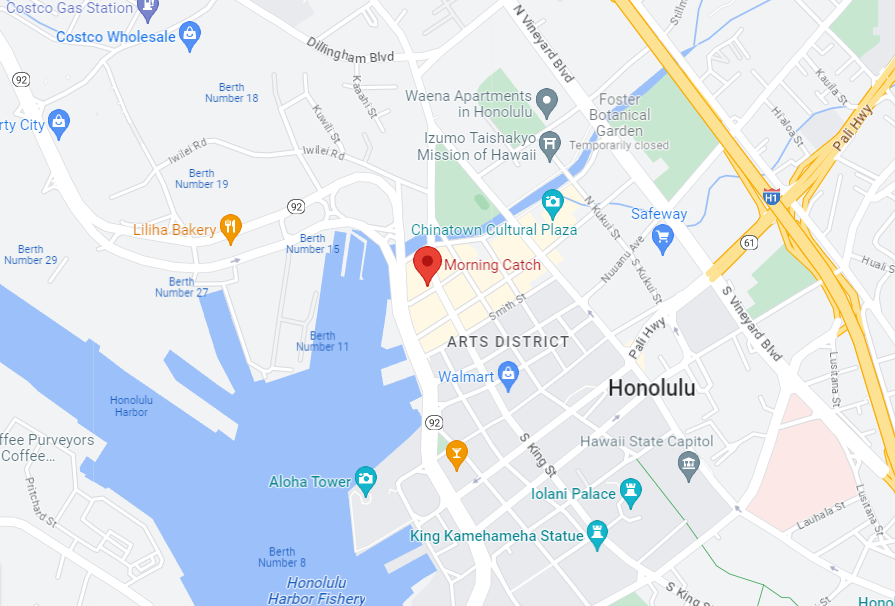 Costco Gas Station
Costco Wholesale
92
Dillingham Blvd
N Vineyard Blvd
Berth
Number 18
Kaaahi St
Kuwili St
Waena Apartments
in Honolulu
Foster
Botanical
Garden
Temporarily closed
Kauila St
Hialoa St
Pali Hwy
rty City
Izumo Taishakyo
Mission of Hawaii
Iwilei Rd
Iwilei Rd
Berth
Number 19
92
H1
Liliha Bakery
Chinatown Cultural Plaza
N Kukui St
Safeway
61
Berth
Number 15
Berth
Number 29
Morning Catch
Nuuanu Ave
S Kukui St
Huali S
Berth
Number 27
Smith St
S Vineyard Blvd
Berth
Number 11
ARTS DISTRICT
Pali Hwy
Lusitana St
Walmart
Honolulu
Honolulu
Harbor
92
ffee Purveyors
Coffee...
S King St
Hawaii State Capitol
Aloha Tower
Iolani Palace
Pritchard St
Lauhala St
Lusitana St
King Kamehameha Statue
Berth
Number 8
Honolulu
Harbor Fishery
S King St
Hono